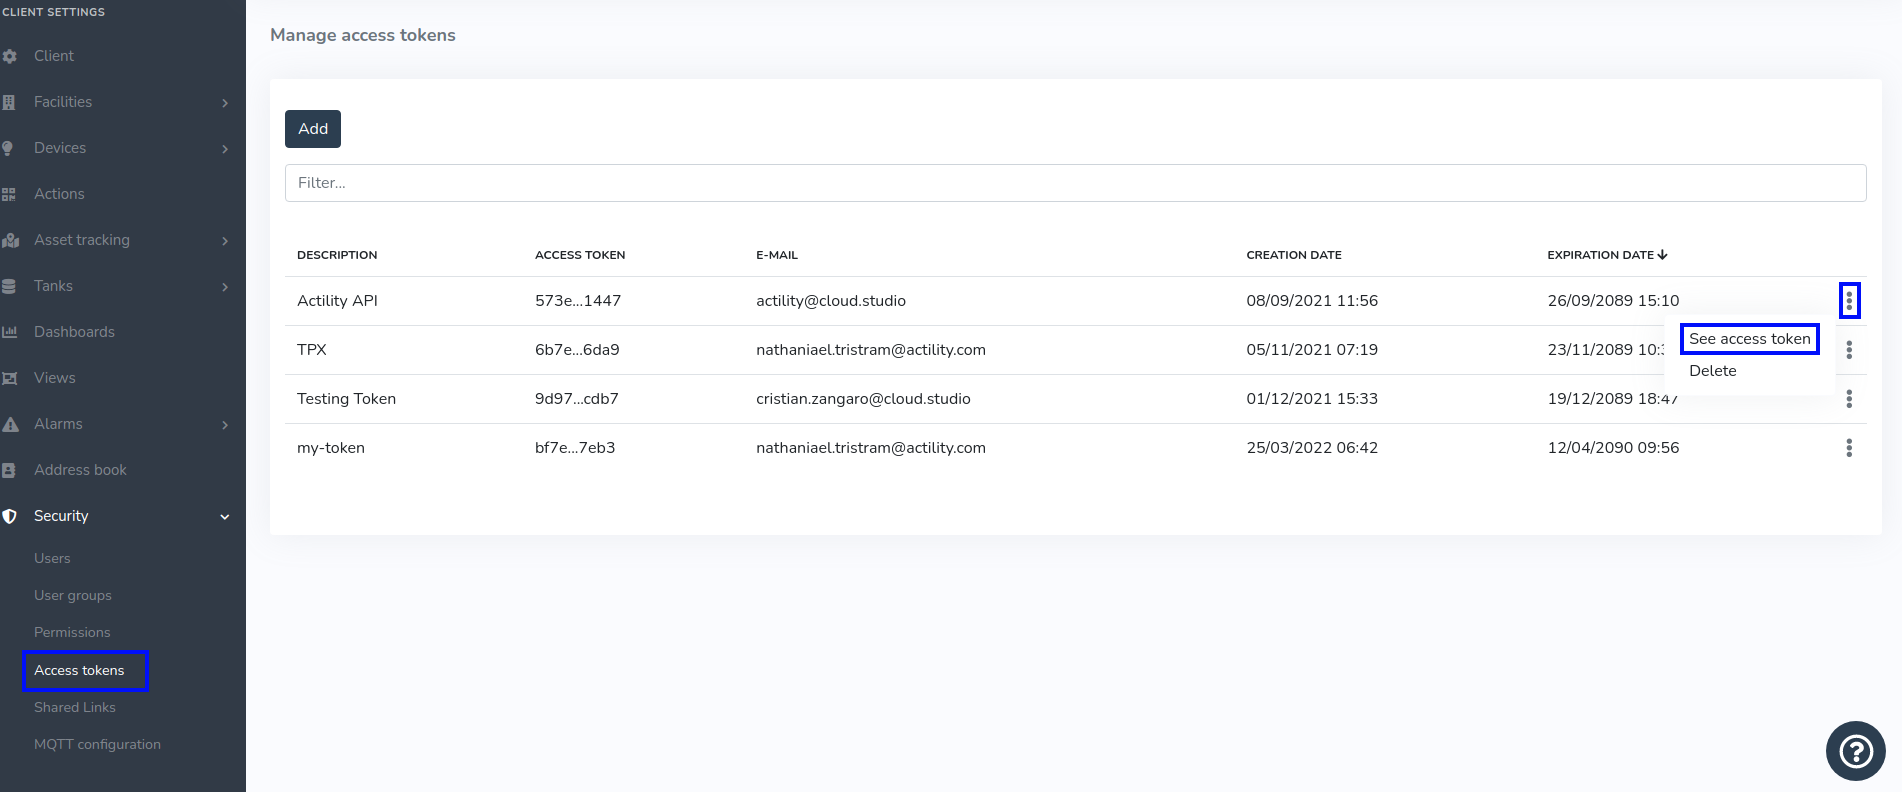 CLIENT SETTINGS
Client
Facilities
Devices
Actions
Asset tracking
Tanks
Dashboards
Views
Alarms
Address book
Security
Users
User groups
Permissions
Access tokens
Shared Links
MQTT configuration
Manage access tokens
Add
Filter...
DESCRIPTION ACCESS TOKEN E-MAIL CREATION DATE EXPIRATION DATE
Actility API 573e...1447 actility@cloud.studio 08/09/2021 11:56 26/09/2089 15:10
TPX 6b7e...6da9 nathaniael.tristram@actility.com 05/11/2021 07:19 23/11/2089
Testing Token 9d97...cdb7 cristian.zangaro@cloud.studio 01/12/2021 15:33 19/12/2089 18:47
my-token bf7e...7eb3 nathaniael.tristram@actility.com 25/03/2022 06:42 12/04/2090 09:56
See access token
Delete